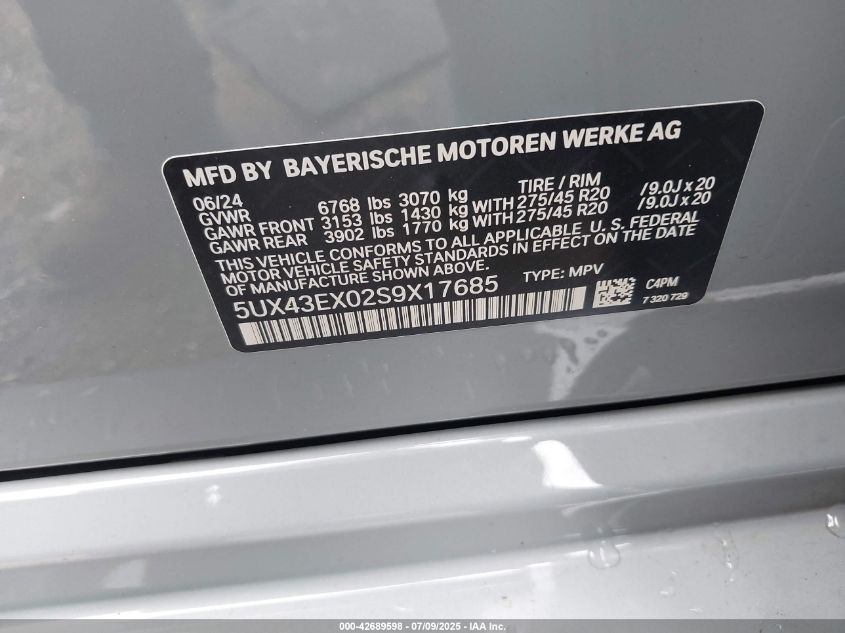 MFD BY BAYERISCHE MOTOREN WERKE AG
06/24 TIRE / RIM
GVWR 6768 lbs 3070 kg
GAWR FRONT 3153 lbs 1430 kg WITH 275/45 R20 /9.0J x 20
GAWR REAR 3902 lbs 1770 kg WITH 275/45 R20 /9.0J x 20
THIS VEHICLE CONFORMS TO ALL APPLICABLE U. S. FEDERAL
MOTOR VEHICLE SAFETY STANDARDS IN EFFECT ON THE DATE
OF MANUFACTURE SHOWN ABOVE.
5UX43EX02S9X17685 TYPE: MPV C4PM
7 320 729
000-42689598 - 07/09/2025 - IAA Inc.